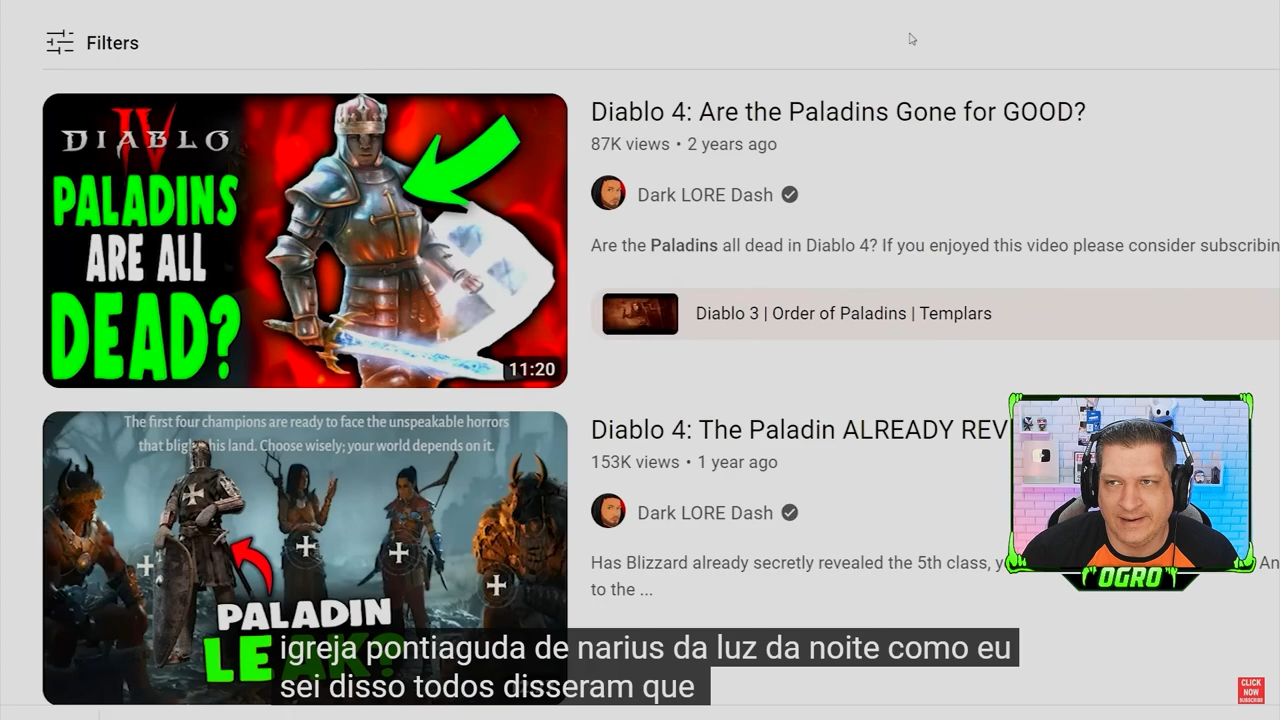 Filters
DIABLO
IV
PALADINS
ARE ALL
DEAD?
11:20
Diablo 4: Are the Paladins Gone for GOOD?
87K views • 2 years ago
Dark LORE Dash
Are the Paladins all dead in Diablo 4? If you enjoyed this video please consider subscribin
Diablo 3 | Order of Paladins | Templars
The first four champions are ready to face the unspeakable horrors
that bligh his land. Choose wisely; your world depends on it.
PALADIN
LE
Diablo 4: The Paladin ALREADY REV
153K views • 1 year ago
Dark LORE Dash
Has Blizzard already secretly revealed the 5th class, y
An
to the ...
OGRO
igreja pontiaguda de narius da luz da noite como eu
sei disso todos disseram que
CLICK
NOW
SUBSCRIBE